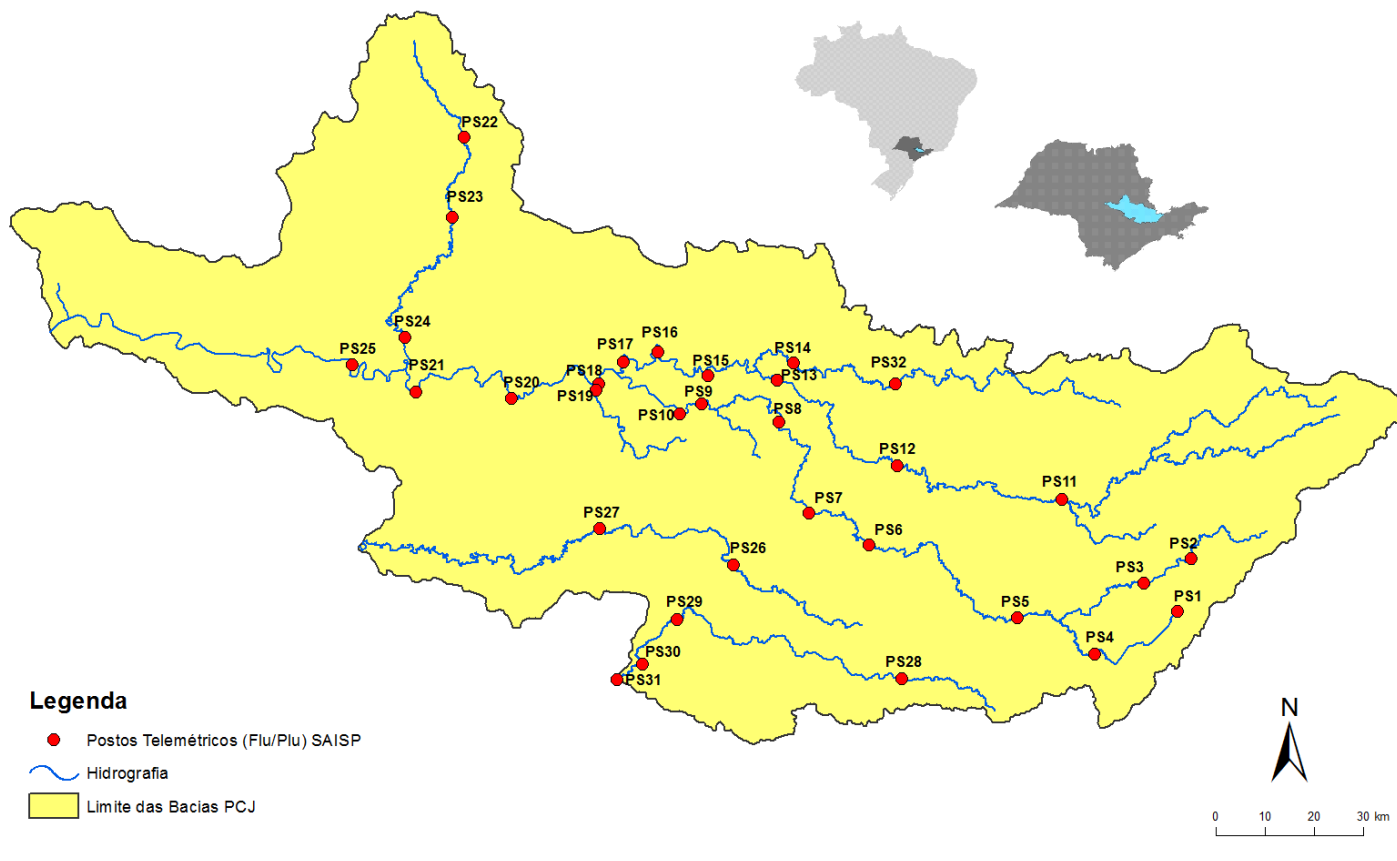 PS22
PS23
PS24
PS25
PS21
PS20
PS18
PS19
PS17
PS16
PS15
PS14
PS13
PS32
PS9
PS10
PS8
PS12
PS11
PS7
PS6
PS2
PS3
PS1
PS5
PS4
PS27
PS26
PS29
PS30
PS31
PS28
Legenda
Postos Telemétricos (Flu/Plu) SAISP
Hidrografia
Limite das Bacias PCJ
N
0 10 20 30 km